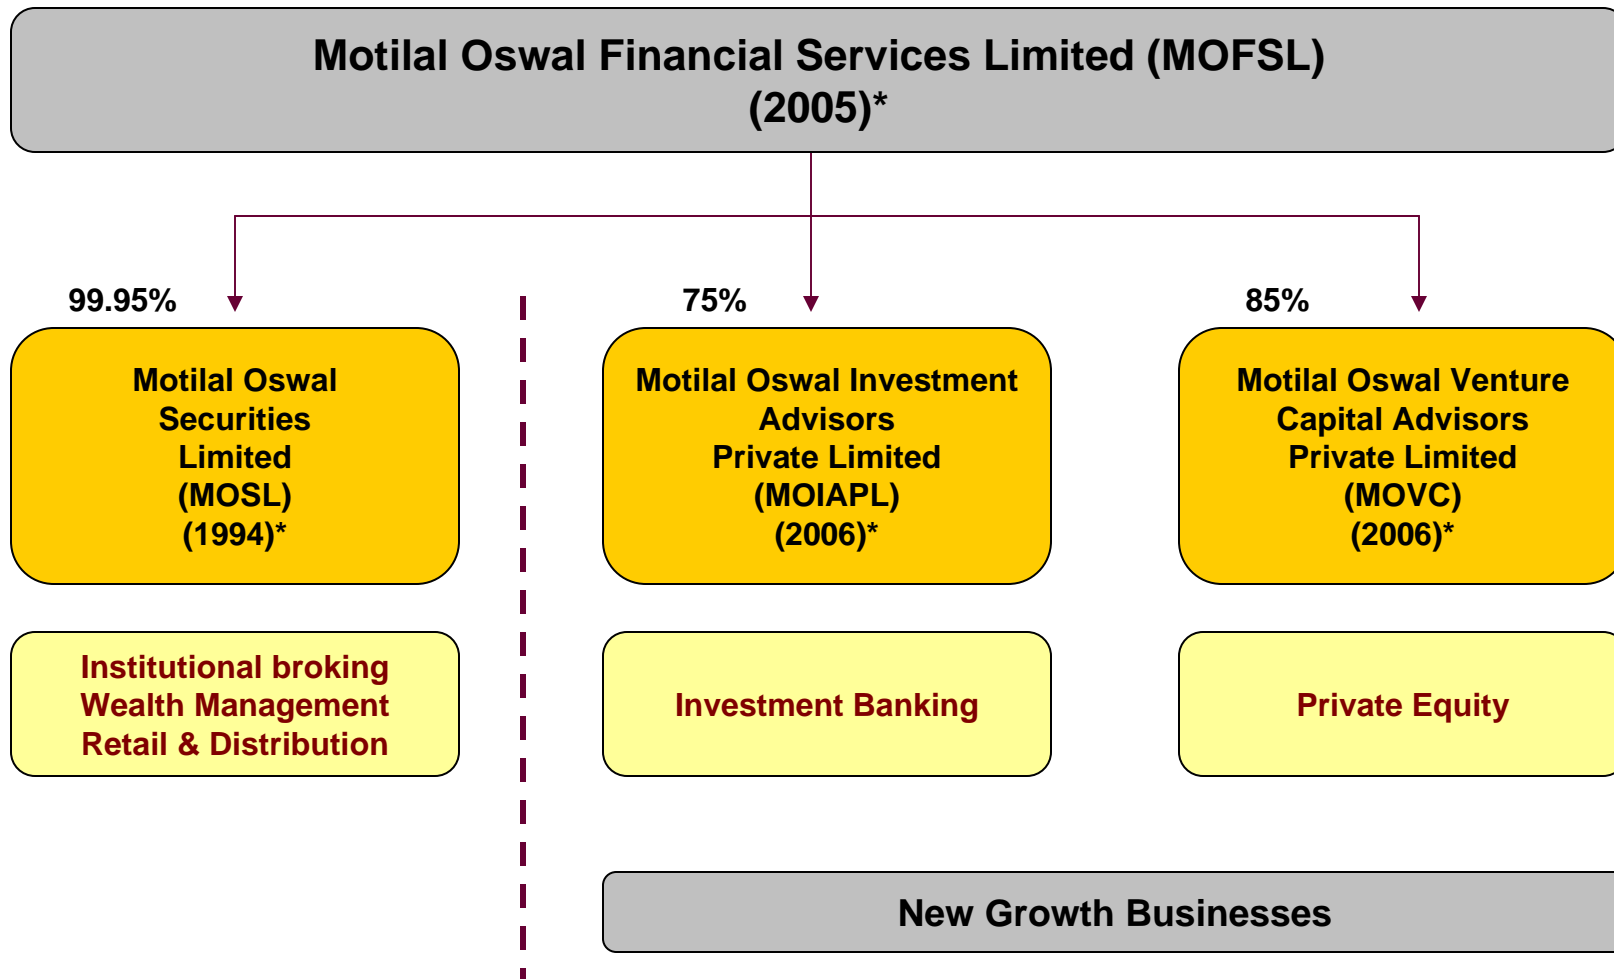 Motilal Oswal Financial Services Limited (MOFSL)
(2005)*
99.95%
75%
85%
Motilal Oswal
Securities
Limited
(MOSL)
(1994)*
Motilal Oswal Investment
Advisors
Private Limited
(MOIAPL)
(2006)*
Motilal Oswal Venture
Capital Advisors
Private Limited
(MOVC)
(2006)*
Institutional broking
Wealth Management
Retail & Distribution
Investment Banking
Private Equity
New Growth Businesses